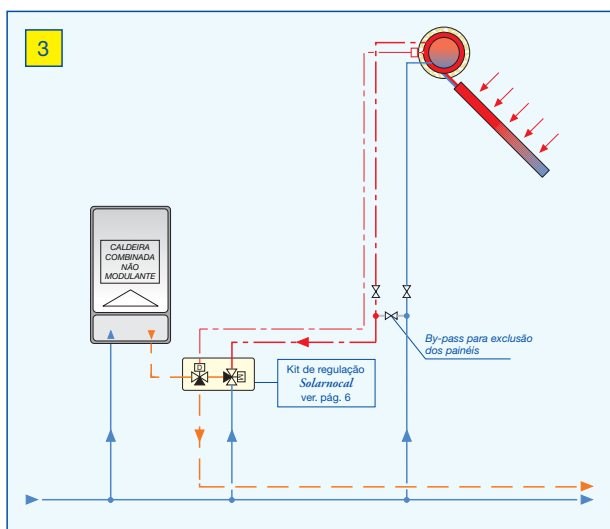 3
CALDEIRA
COMBINADA
NÃO
MODULANTE
By-pass para exclusão
dos painéis
D
M
Kit de regulação
Solarnocal
ver. pág. 6